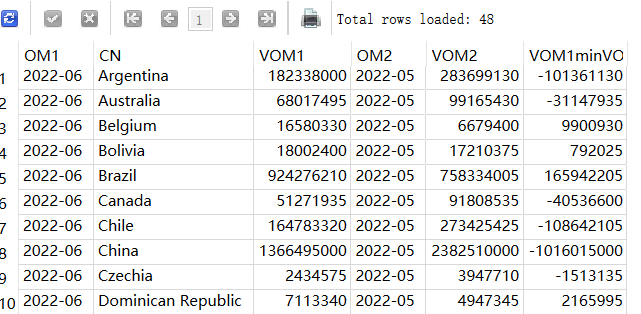 1 Total rows loaded: 48
OM1 CN VOM1 OM2 VOM2 VOM1minVO
1 2022-06 Argentina 182338000 2022-05 283699130 -101361130
2 2022-06 Australia 68017495 2022-05 99165430 -31147935
3 2022-06 Belgium 16580330 2022-05 6679400 9900930
4 2022-06 Bolivia 18002400 2022-05 17210375 792025
5 2022-06 Brazil 924276210 2022-05 758334005 165942205
6 2022-06 Canada 51271935 2022-05 91808535 -40536600
7 2022-06 Chile 164783320 2022-05 273425425 -108642105
8 2022-06 China 1366495000 2022-05 2382510000 -1016015000
9 2022-06 Czechia 2434575 2022-05 3947710 -1513135
10 2022-06 Dominican Republic 7113340 2022-05 4947345 2165995